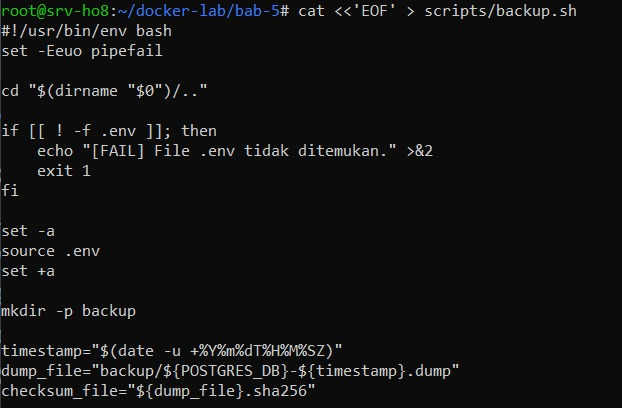 root@srv-ho8:~/docker-lab/bab-5# cat <<'EOF' > scripts/backup.sh
#!/usr/bin/env bash
set -Eeuo pipefail

cd "$(dirname "$0")/.."

if [[ ! -f .env ]]; then
    echo "[FAIL] File .env tidak ditemukan." >&2
    exit 1
fi

set -a
source .env
set +a

mkdir -p backup

timestamp="$(date -u +%Y%m%dT%H%M%SZ)"
dump_file="backup/${POSTGRES_DB}-${timestamp}.dump"
checksum_file="${dump_file}.sha256"